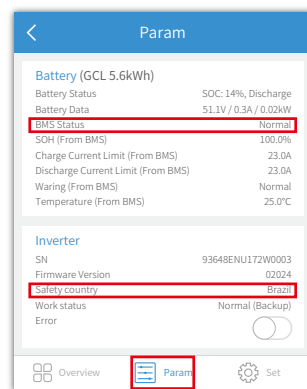 Param
Battery (GCL 5.6kWh)
Battery Status SOC: 14%, Discharge
Battery Data 51.1V / 0.3A / 0.02kW
BMS Status Normal
SOH (From BMS) 100.0%
Charge Current Limit (From BMS) 23.0A
Discharge Current Limit (From BMS) 23.0A
Waring (From BMS) Normal
Temperature (From BMS) 25.0℃
Inverter
SN 93648ENU172W0003
Firmware Version 02024
Safety country Brazil
Work status Normal (Backup)
Error
Overview Param Set